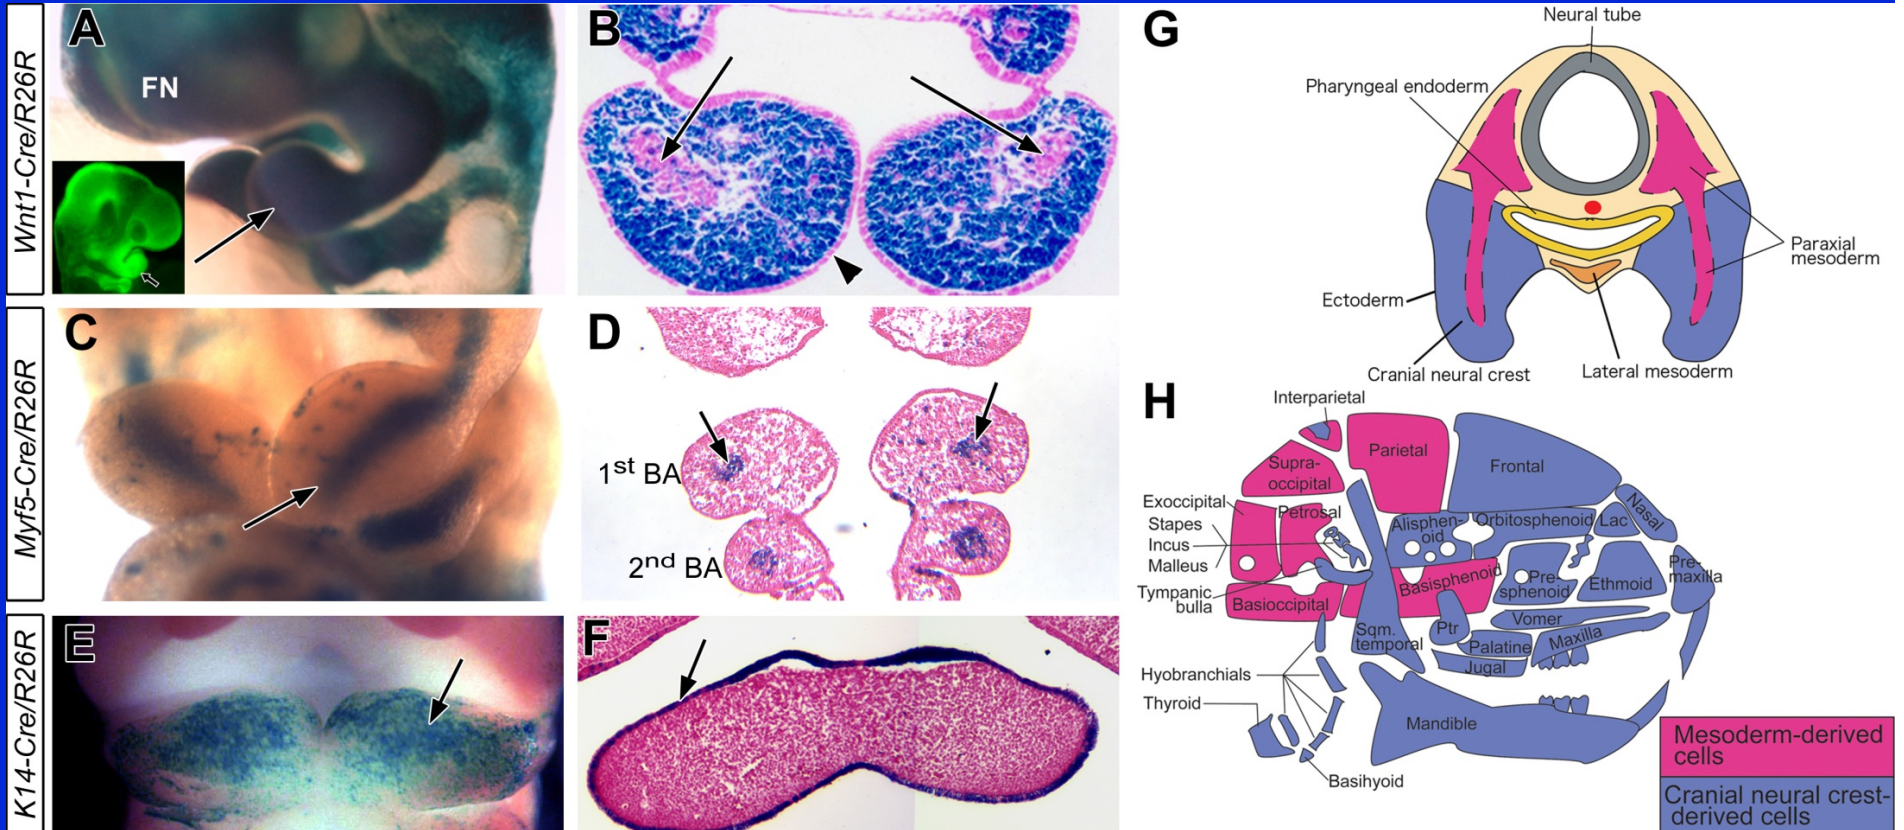 Wnt1-Cre/R26R
A
FN
B
Myf5-Cre/R26R
C
D
1st BA
2nd BA
K14-Cre/R26R
E
F
G
Neural tube
Pharyngeal endoderm
Paraxial
mesoderm
Ectoderm
Cranial neural crest
Lateral mesoderm
H
Interparietal
Parietal
Frontal
Supra-
occipital
Nasal
Exoccipital
Petrosal
Stapes
Incus
Malleus
Alisphen-
oid
Orbitosphenoid
Lac
Tympanic
bulla
Basioccipital
Basisphenoid
Pre-
sphenoid
Ethmoid
Pre-
maxilla
Sqm.
temporal
Ptr
Vomer
Palatine
Maxilla
Jugal
Hyobranchials
Thyroid
Mandible
Basihyoid
Mesoderm-derived
cells
Cranial neural crest-
derived cells